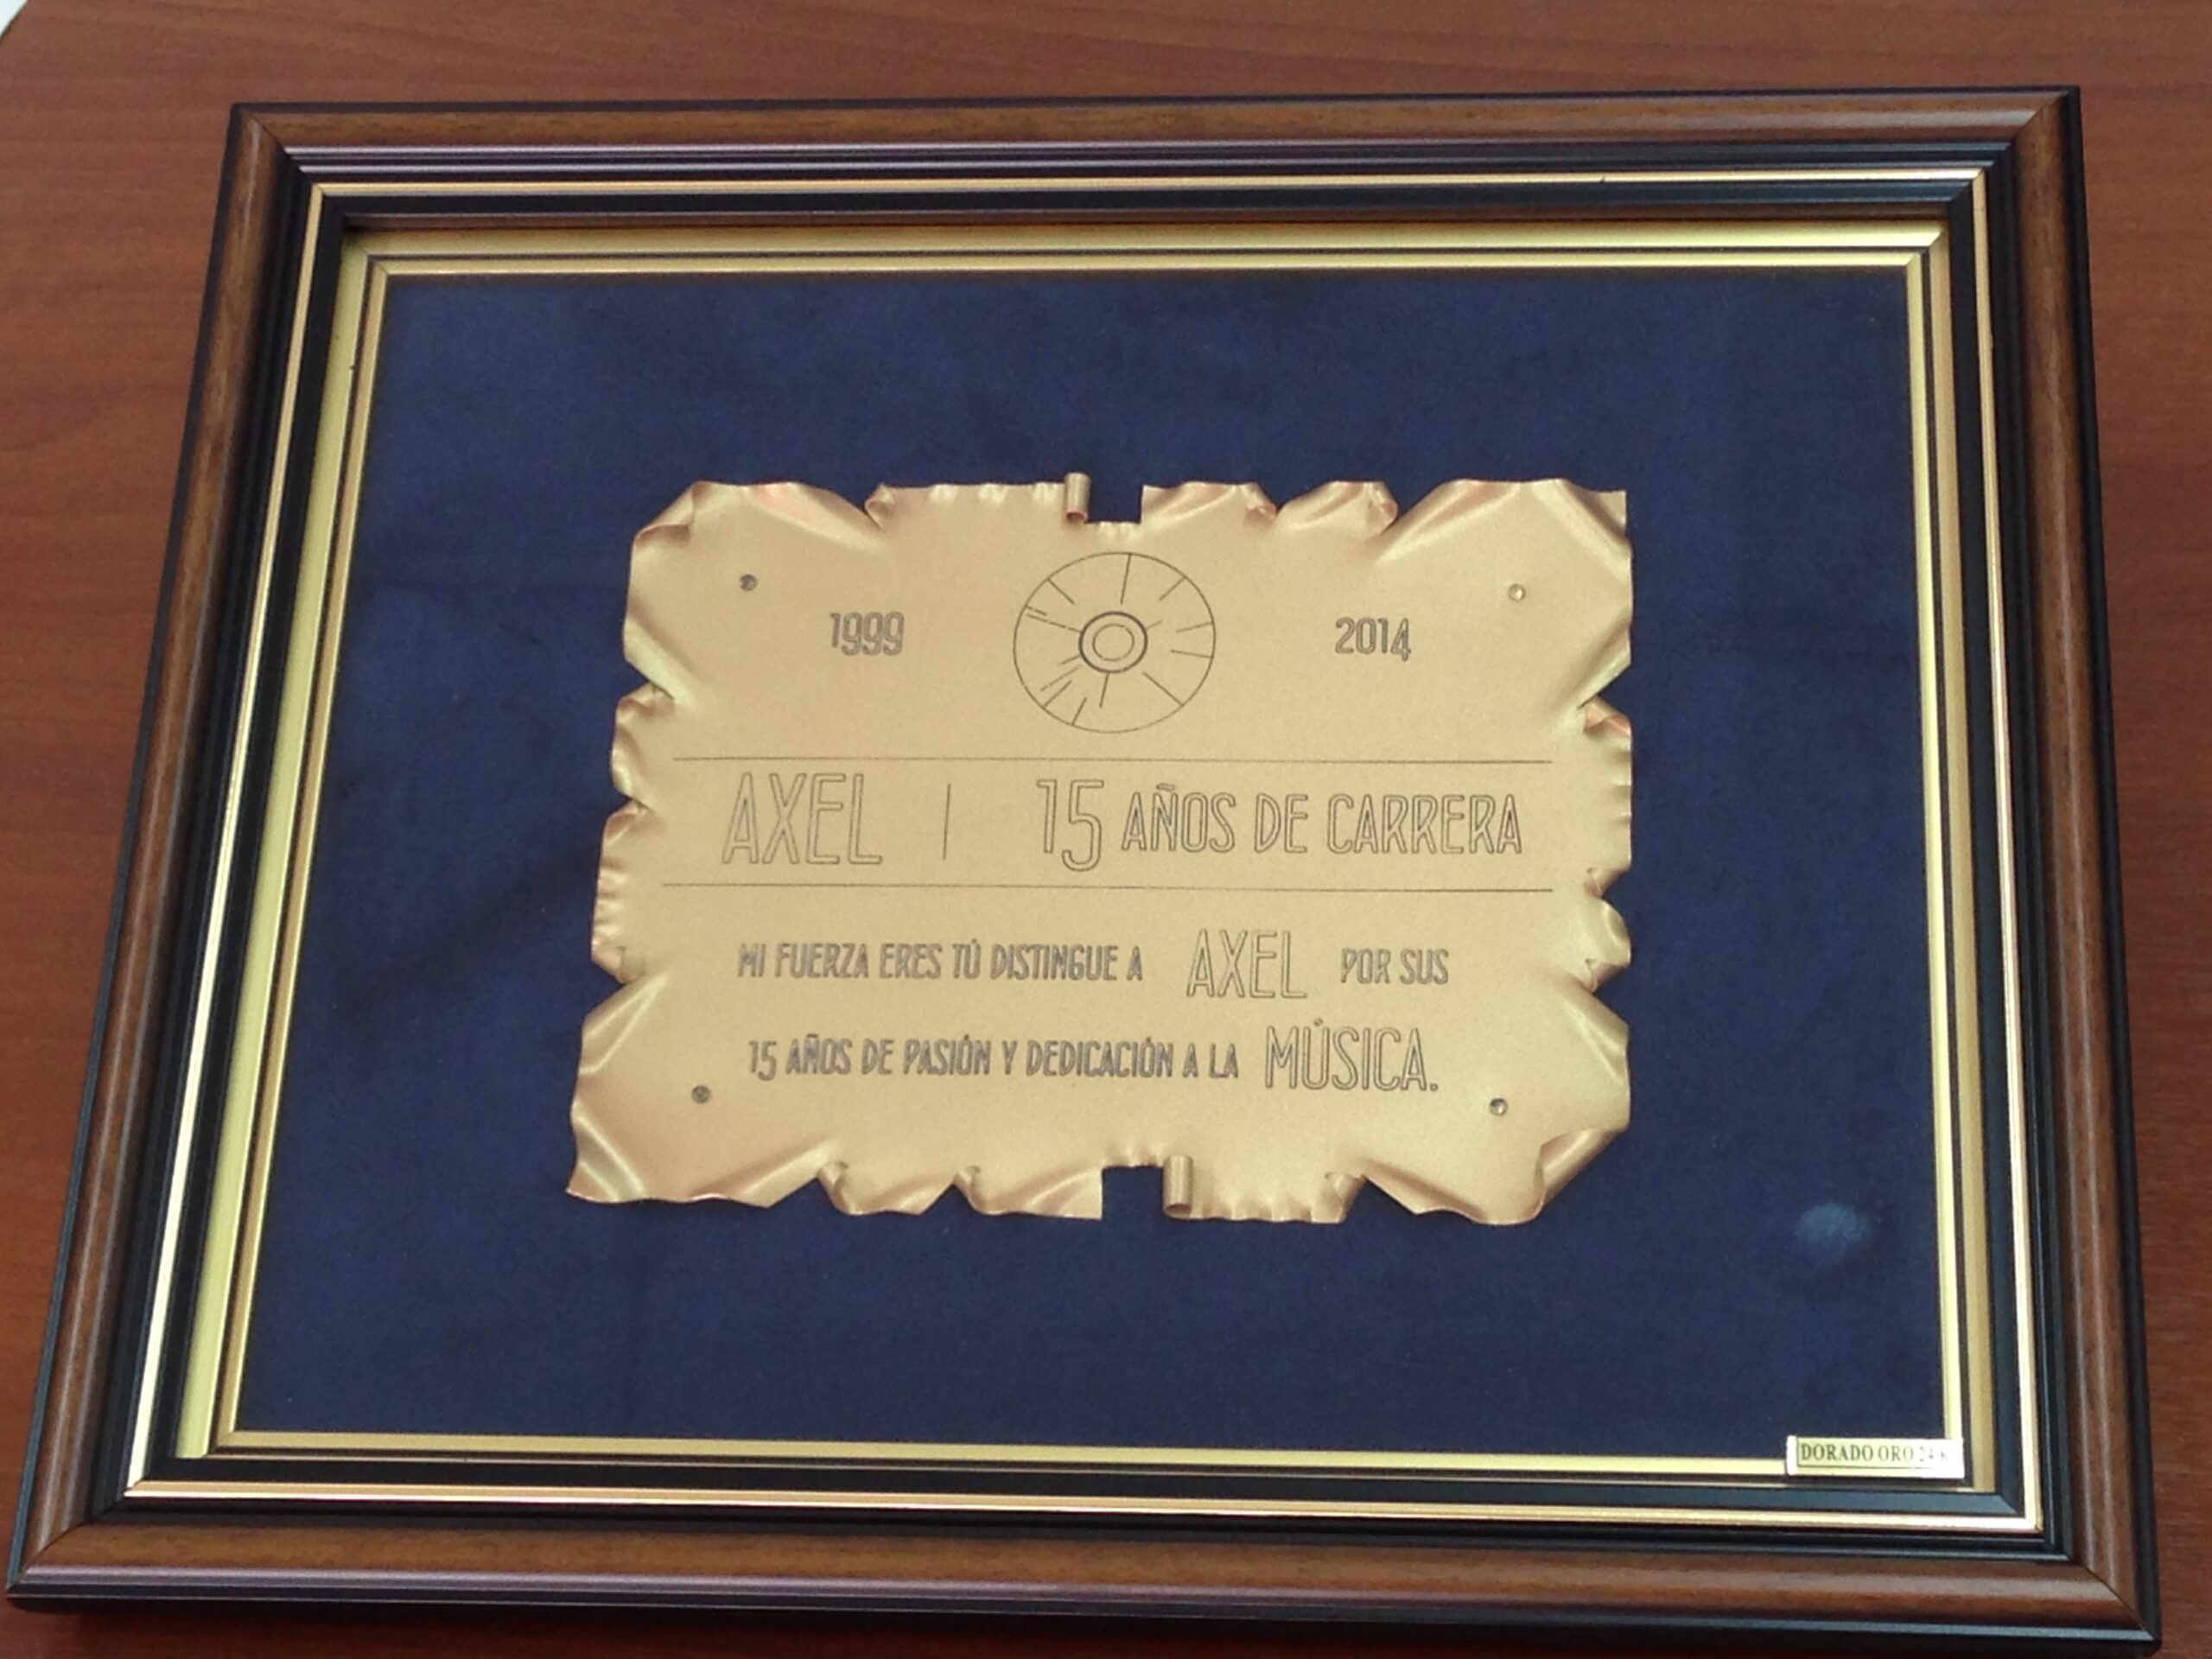 1999 2014
AXEL | 15 AÑOS DE CARRERA
MI FUERZA ERES TÚ DISTINGUE A AXEL POR SUS
15 AÑOS DE PASIÓN Y DEDICACIÓN A LA MÚSICA.
DORADO ORO 24 K